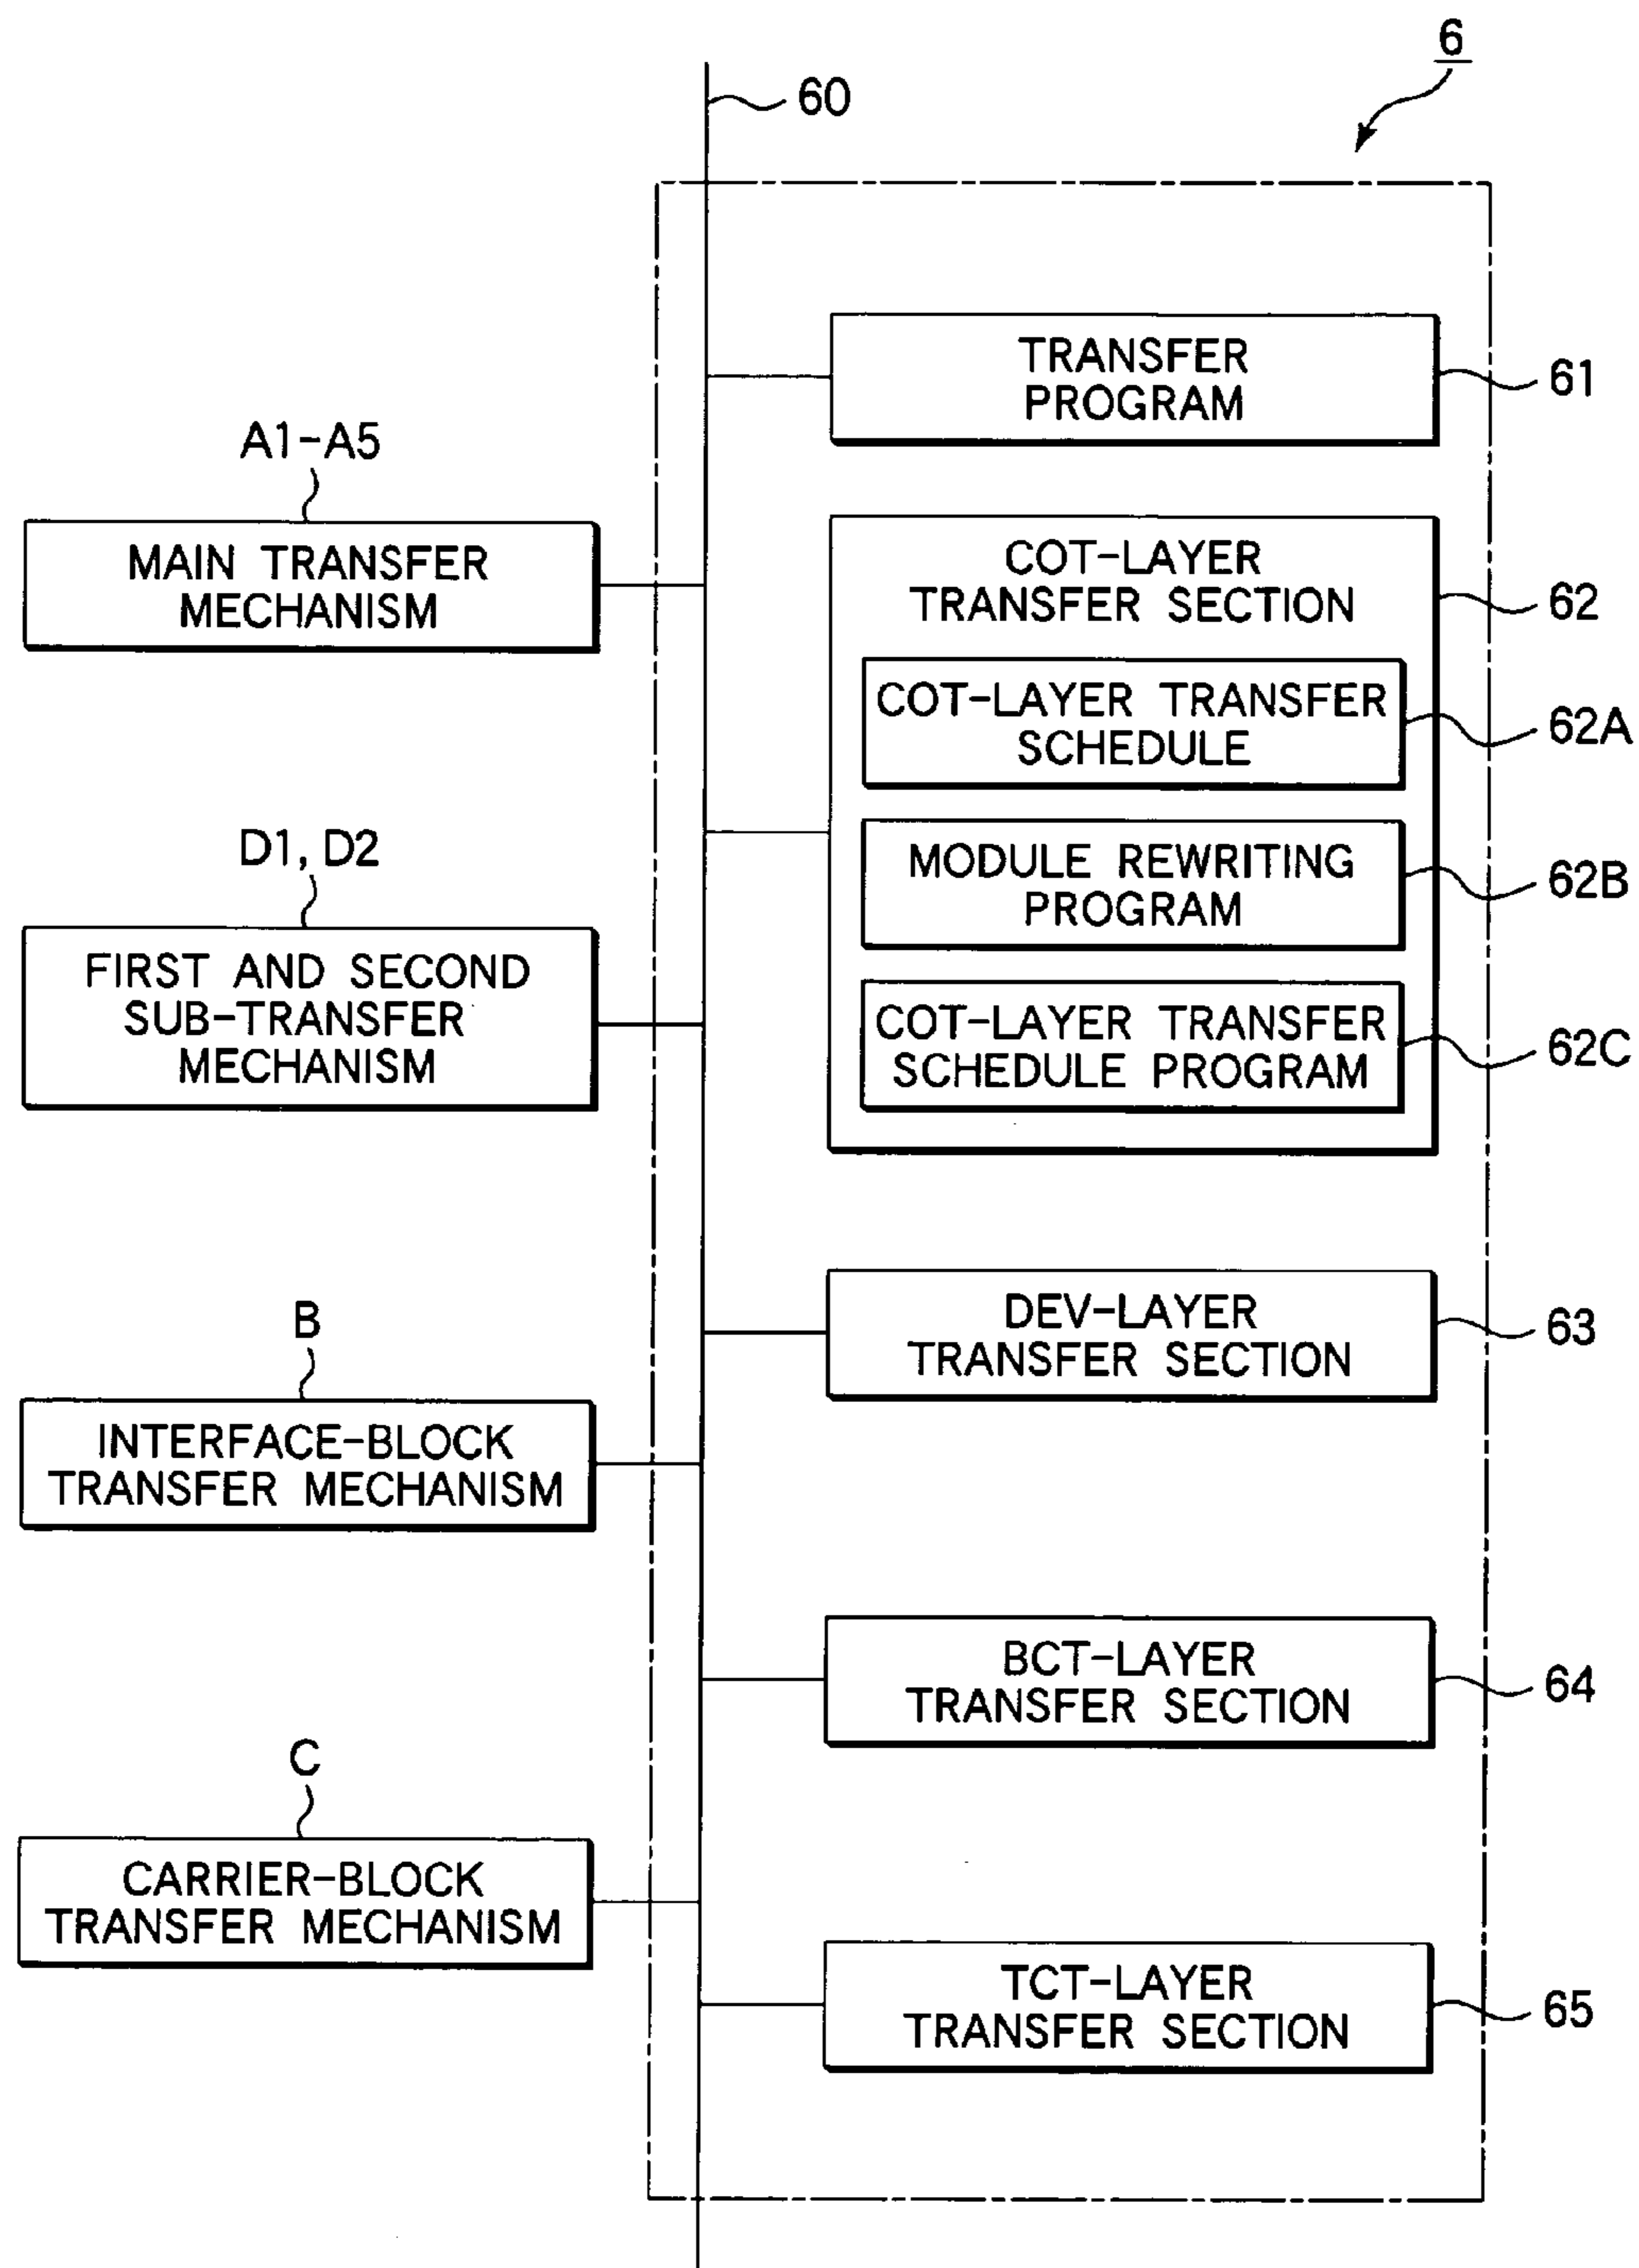 6
60
TRANSFER
PROGRAM
61
A1-A5
MAIN TRANSFER
MECHANISM
COT-LAYER
TRANSFER SECTION
62
COT-LAYER TRANSFER
SCHEDULE
62A
MODULE REWRITING
PROGRAM
62B
COT-LAYER TRANSFER
SCHEDULE PROGRAM
62C
D1, D2
FIRST AND SECOND
SUB-TRANSFER
MECHANISM
DEV-LAYER
TRANSFER SECTION
63
B
INTERFACE-BLOCK
TRANSFER MECHANISM
BCT-LAYER
TRANSFER SECTION
64
C
CARRIER-BLOCK
TRANSFER MECHANISM
TCT-LAYER
TRANSFER SECTION
65